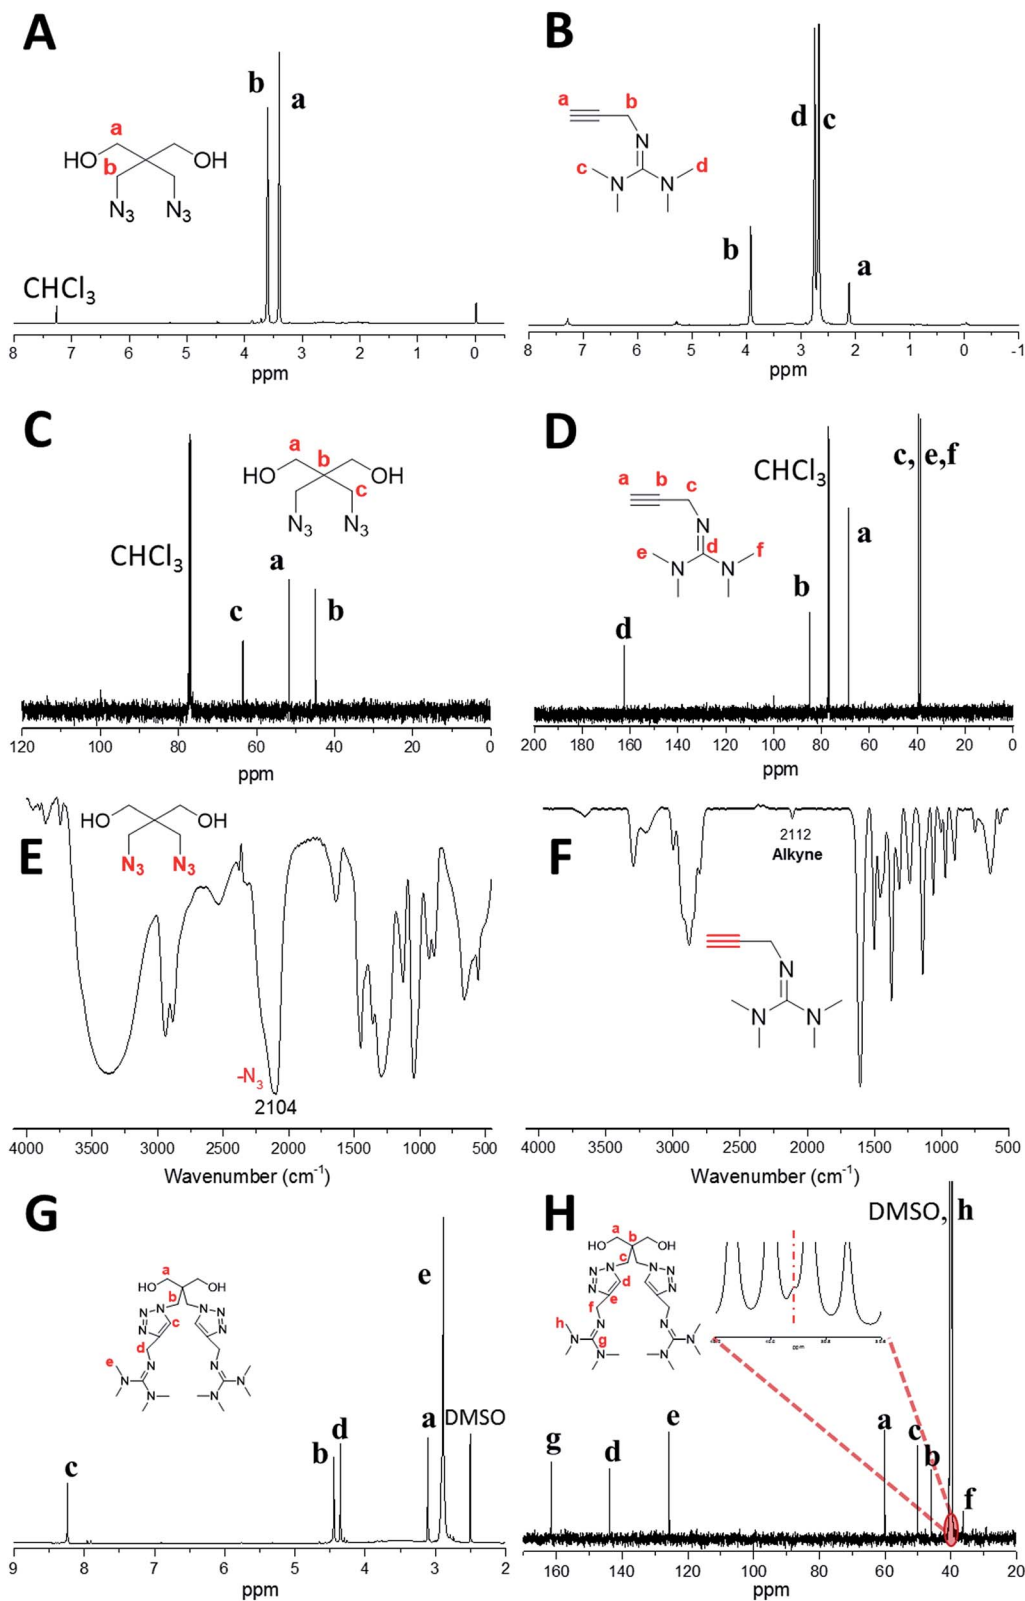 A
b
a
a
HO
OH
b
N3
N3
CHCl3
8 7 6 5 4 3 2 1 0
ppm
B
a
b
N
c
d
N
N
d
c
b
a
8 7 6 5 4 3 2 1 0 -1
ppm
C
a
b
HO
OH
c
N3
N3
CHCl3
a
c
b
120 100 80 60 40 20 0
ppm
D
c, e,f
CHCl3
a
b
c
N
e
d
f
N
N
a
b
d
200 180 160 140 120 100 80 60 40 20 0
ppm
E
HO
OH
N3
N3
-N3
2104
4000 3500 3000 2500 2000 1500 1000 500
Wavenumber (cm-1)
F
2112
Alkyne
N
N
N
4000 3500 3000 2500 2000 1500 1000 500
Wavenumber (cm-1)
G
a
HO
OH
b
N
N
N
N
N
N
c
d
e
N
N
N
N
N
N
e
a
DMSO
d
b
c
9 8 7 6 5 4 3 2
ppm
H
DMSO, h
a
b
HO
OH
c
N
N
N
N
N
N
d
e
f
h
N
N
N
N
g
N
N
ppm
g
d
e
a
c
b
f
160 140 120 100 80 60 40 20
ppm